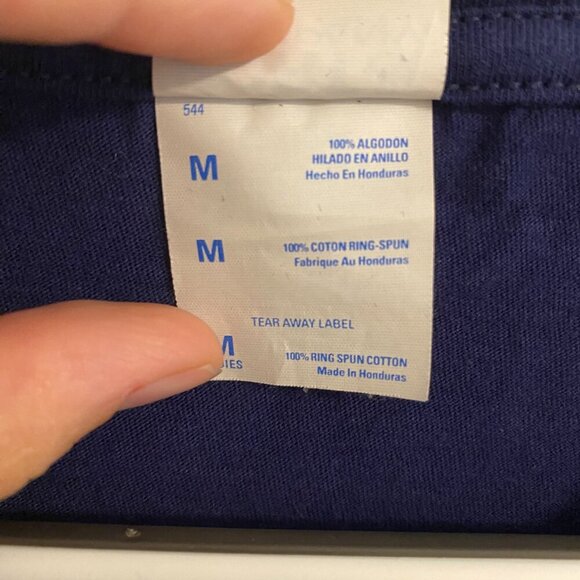 544
M
100% ALGODON
HILADO EN ANILLO
Hecho En Honduras
M
100% COTON RING-SPUN
Fabrique Au Honduras
TEAR AWAY LABEL
M
100% RING SPUN COTTON
Made In Honduras